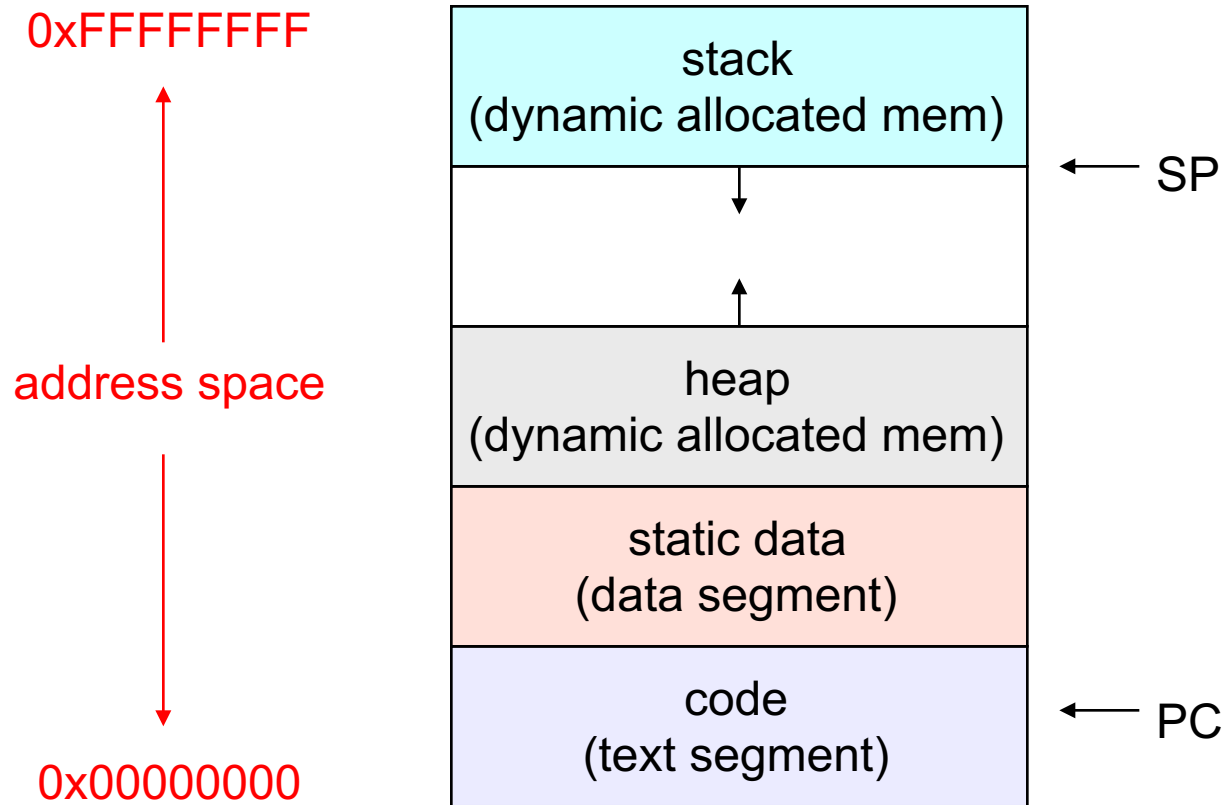 0xFFFFFFFF
stack
(dynamic allocated mem)
SP
address space
heap
(dynamic allocated mem)
static data
(data segment)
code
(text segment)
PC
0x00000000